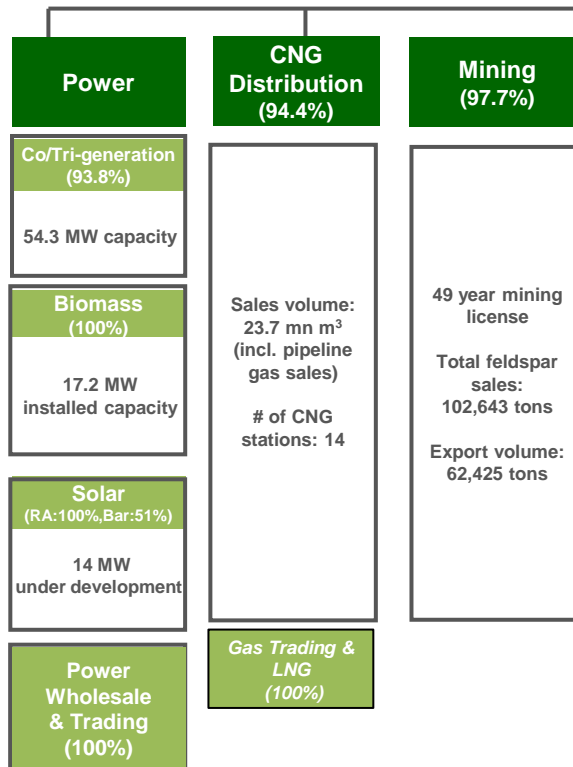 Power
Co/Tri-generation
(93.8%)
54.3 MW capacity
Biomass
(100%)
17.2 MW
installed capacity
Solar
(RA:100%,Bar:51%)
14 MW
under development
Power
Wholesale
& Trading
(100%)
CNG
Distribution
(94.4%)
Sales volume:
23.7 mn m³
(incl. pipeline
gas sales)
# of CNG
stations: 14
Gas Trading &
LNG
(100%)
Mining
(97.7%)
49 year mining
license
Total feldspar
sales:
102,643 tons
Export volume:
62,425 tons